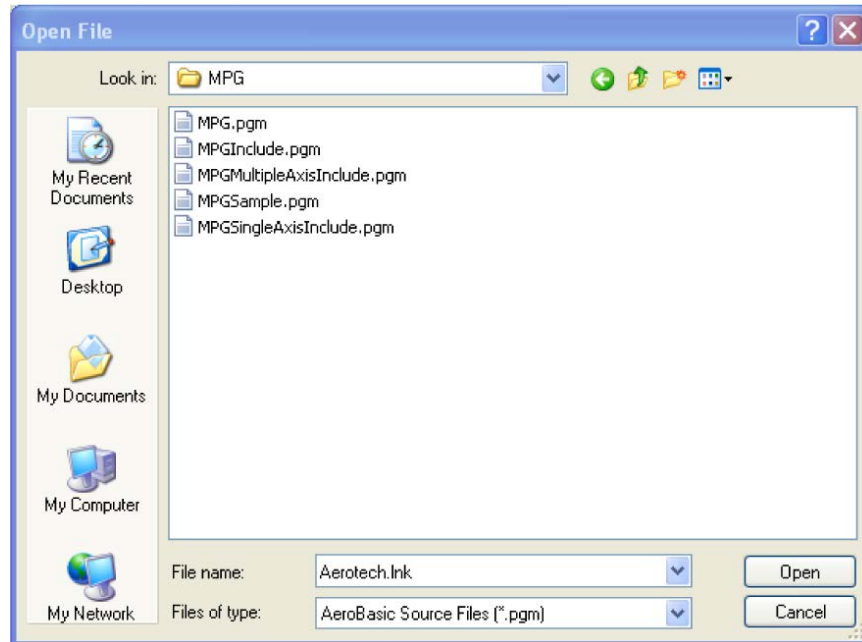 Open File
Look in: MPG
MPG.pgm
MPGInclude.pgm
MPGMultipleAxisInclude.pgm
MPGSample.pgm
MPGSingleAxisInclude.pgm
My Recent
Documents
Desktop
My Documents
My Computer
My Network
File name: Aerotech.lnk Open
Files of type: AeroBasic Source Files (*.pgm) Cancel